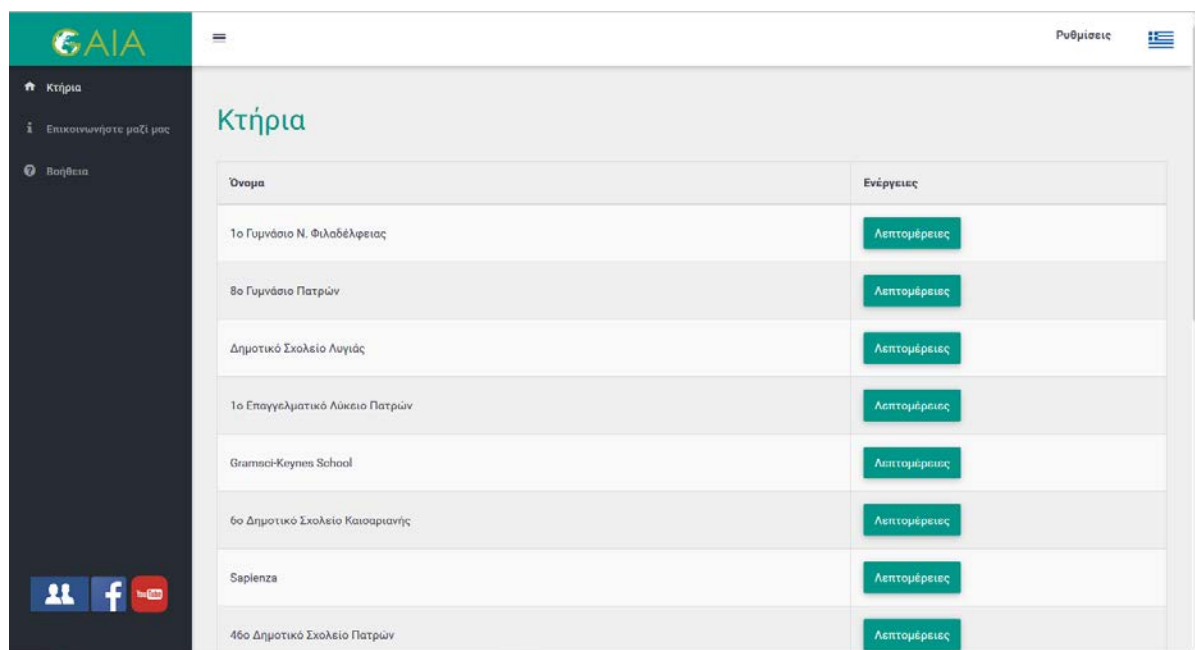 GAIA
Ρυθμίσεις
Κτήρια
Επικοινωνήστε μαζί μας
Βοήθεια
Κτήρια
Όνομα Ενέργειες
1ο Γυμνάσιο Ν. Φιλαδέλφειας Λεπτομέρειες
8ο Γυμνάσιο Πατρών Λεπτομέρειες
Δημοτικό Σχολείο Λυγιάς Λεπτομέρειες
1ο Επαγγελματικό Λύκειο Πατρών Λεπτομέρειες
Gramsci-Keynes School Λεπτομέρειες
6ο Δημοτικό Σχολείο Καισαριανής Λεπτομέρειες
Sapienza Λεπτομέρειες
46ο Δημοτικό Σχολείο Πατρών Λεπτομέρειες
f YouTube